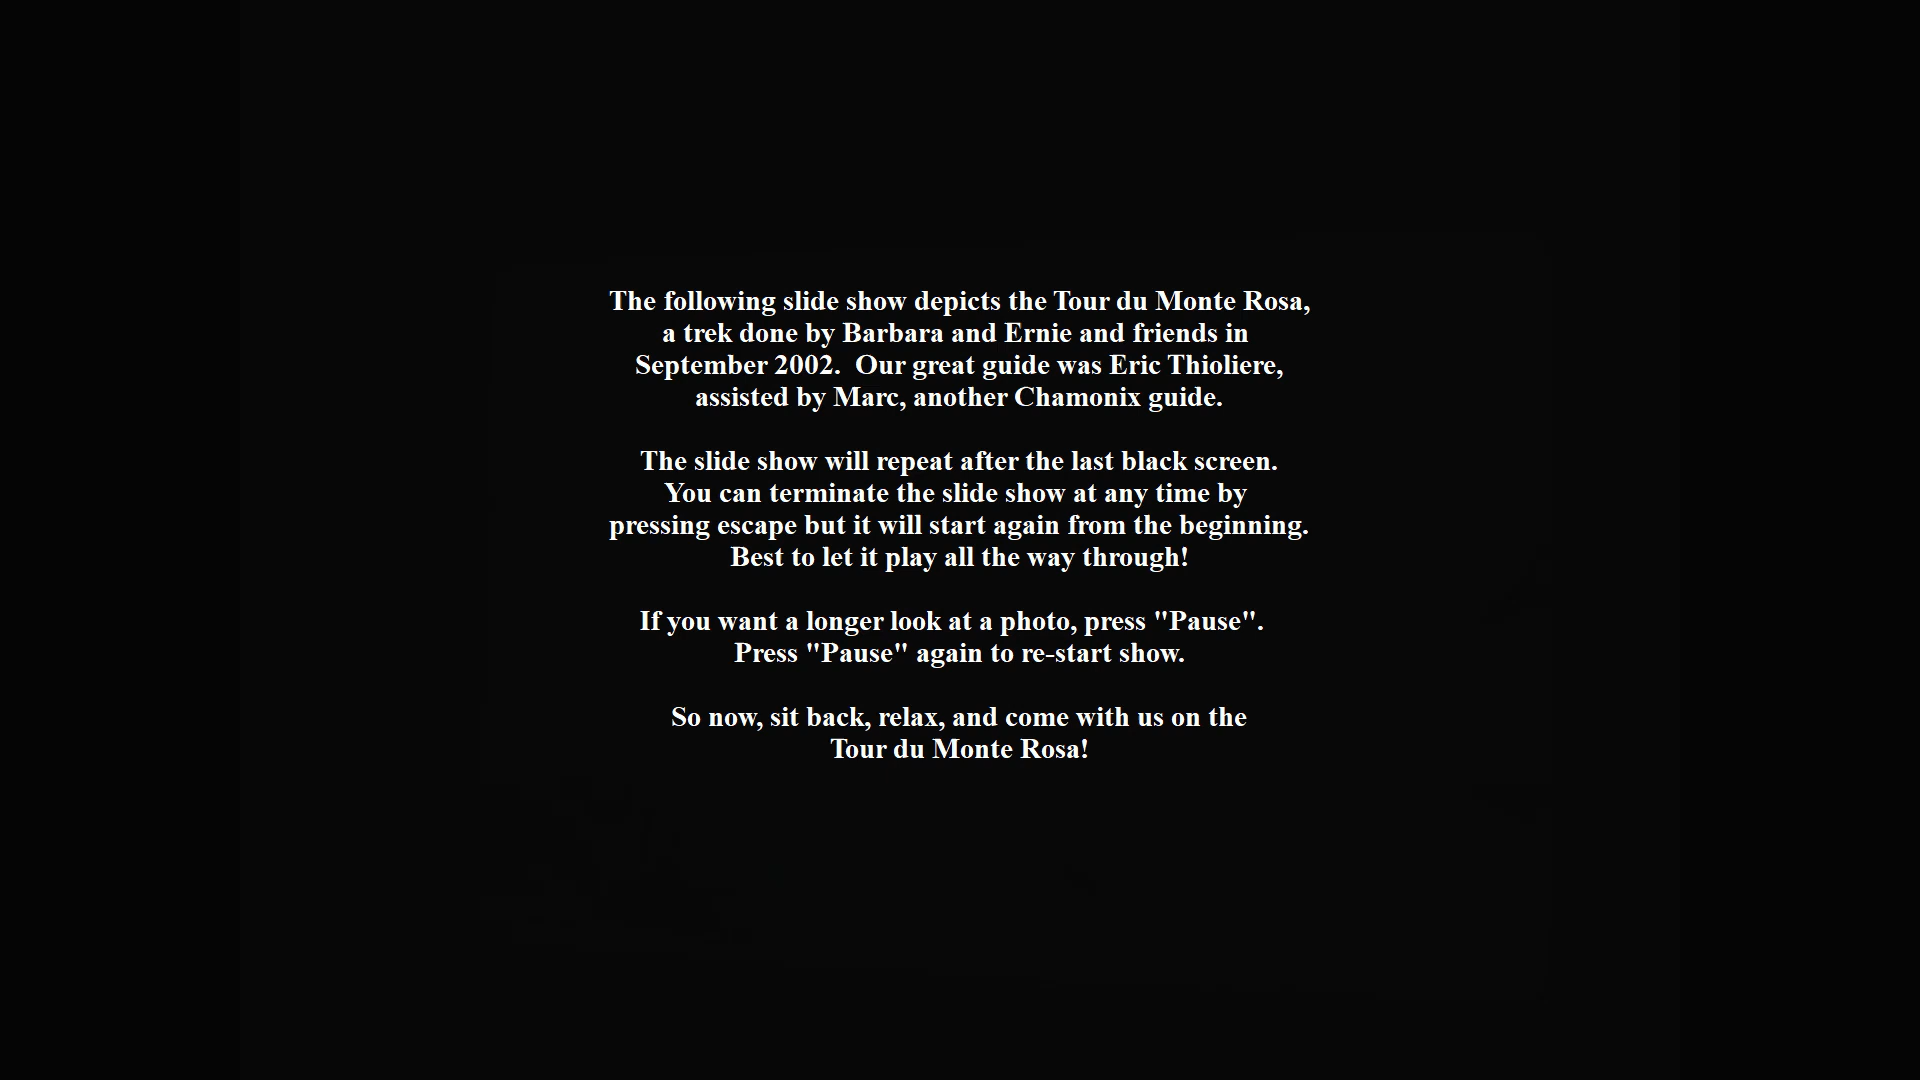 The following slide show depicts the Tour du Monte Rosa,
a trek done by Barbara and Ernie and friends in
September 2002.  Our great guide was Eric Thioliere,
assisted by Marc, another Chamonix guide.
The slide show will repeat after the last black screen.
You can terminate the slide show at any time by
pressing escape but it will start again from the beginning.
Best to let it play all the way through!
If you want a longer look at a photo, press "Pause".
Press "Pause" again to re-start show.
So now, sit back, relax, and come with us on the
Tour du Monte Rosa!